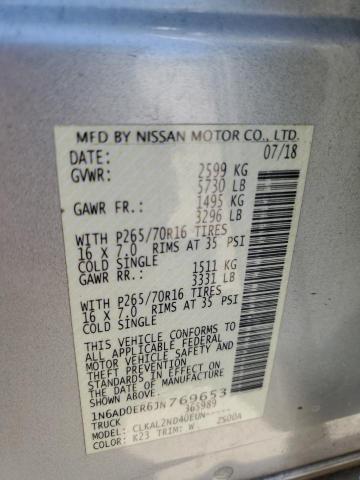 MFD BY NISSAN MOTOR CO., LTD.
DATE: 07/18
GVWR: 2599 KG
5730 LB
GAWR FR.: 1495 KG
3296 LB
WITH P265/70R16 TIRES
16 X 7.0 RIMS AT 35 PSI
COLD SINGLE
GAWR RR.: 1511 KG
3331 LB
WITH P265/70R16 TIRES
16 X 7.0 RIMS AT 35 PSI
COLD SINGLE
THIS VEHICLE CONFORMS TO
ALL APPLICABLE FEDERAL
MOTOR VEHICLE SAFETY AND
THEFT PREVENTION
STANDARDS IN EFFECT ON
THE DATE OF MANUFACTURE
SHOWN ABOVE.
1N6AD0ER6JN769653
TRUCK 365989
MODEL: CLKAL2ND40EUN-----
COLOR: K23 TRIM: W ZS00A